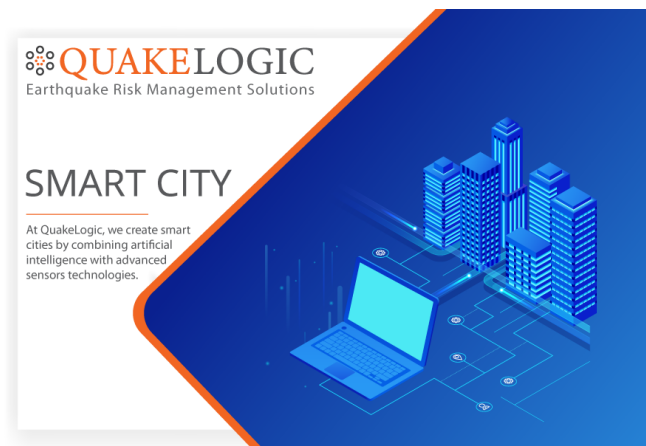 QUAKELOGIC
Earthquake Risk Management Solutions
SMART CITY
At QuakeLogic, we create smart
cities by combining artificial
intelligence with advanced
sensors technologies.